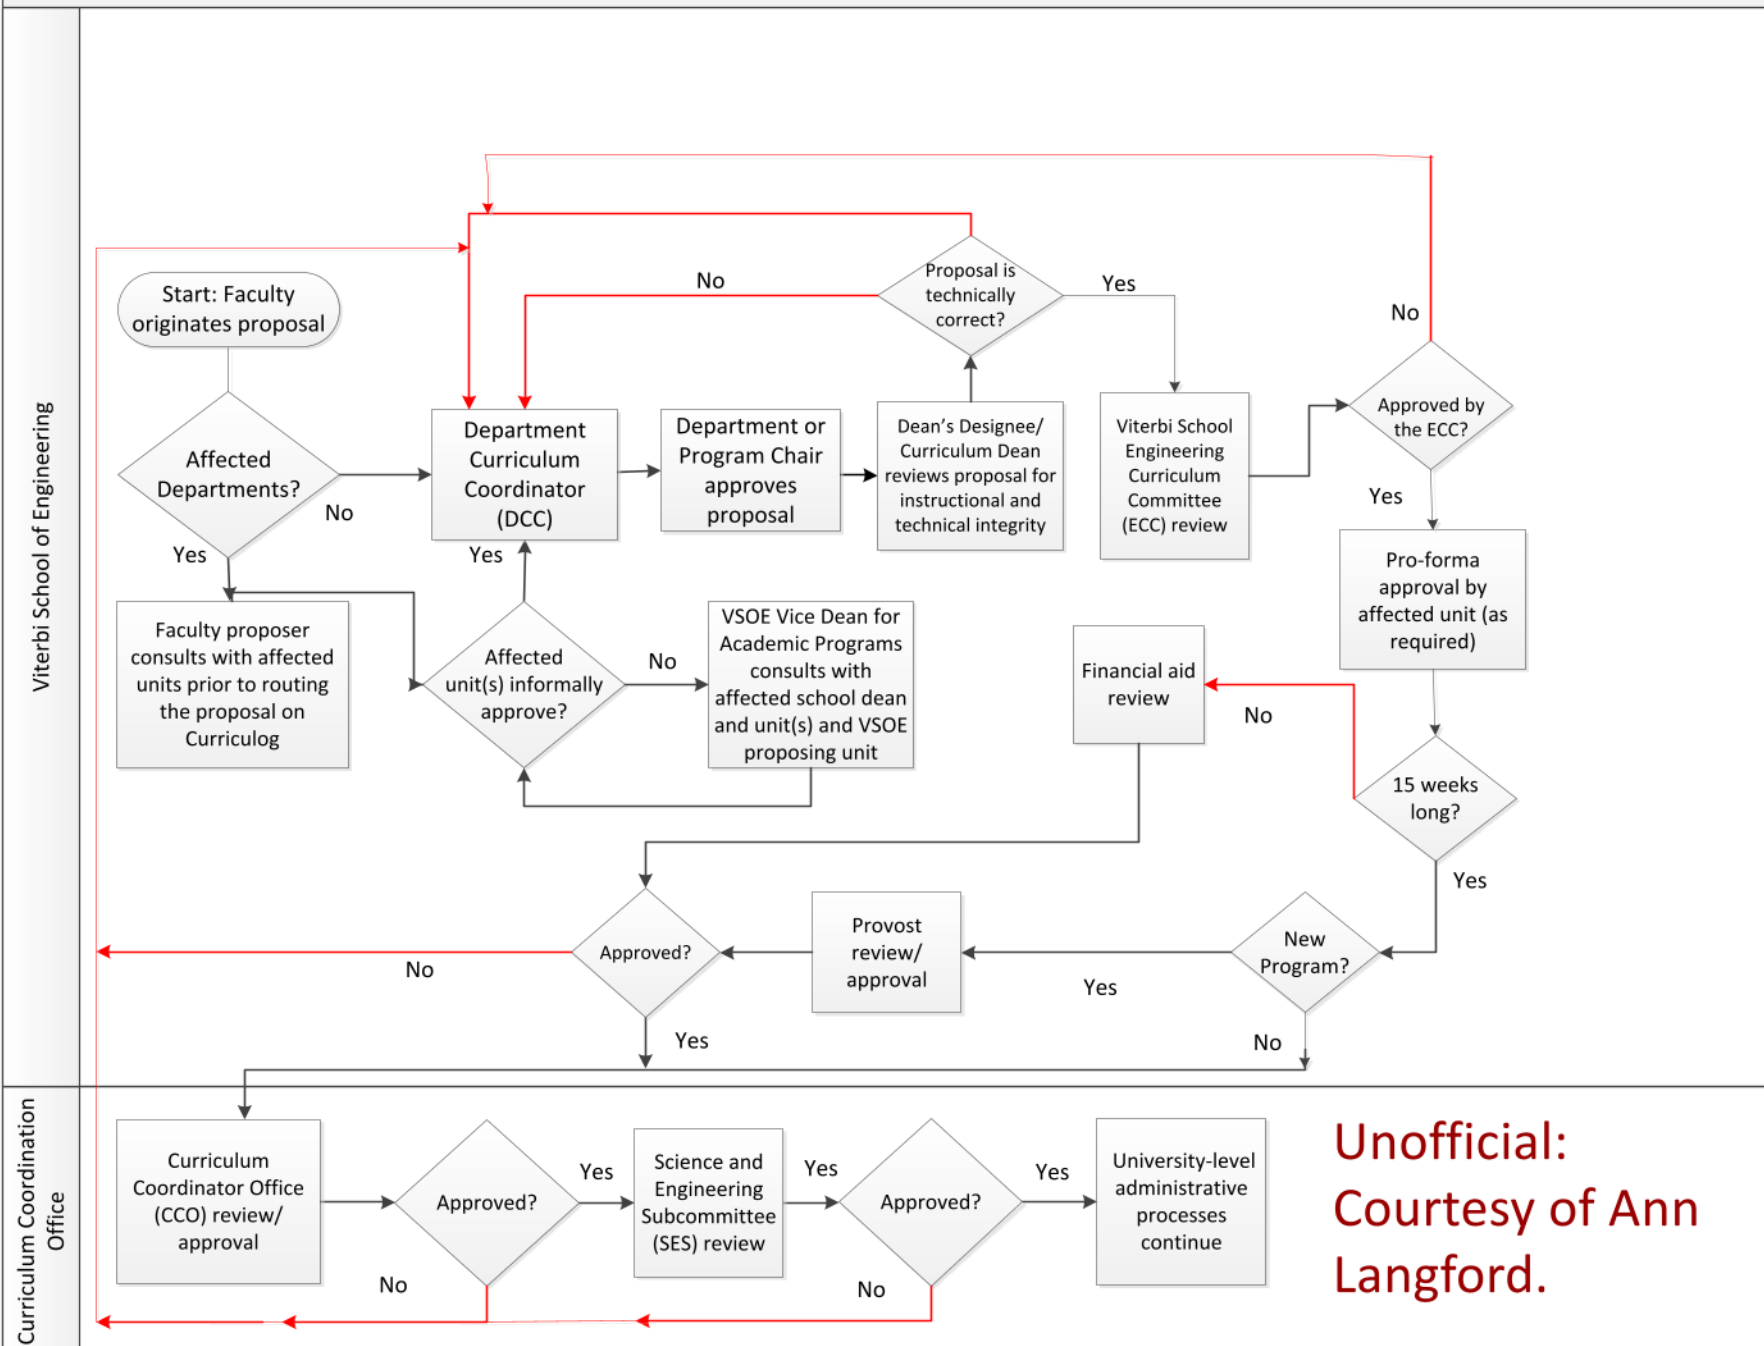 Viterbi School of Engineering
Start: Faculty
originates proposal
Affected
Departments?
No
Yes
Faculty proposer
consults with affected
units prior to routing
the proposal on
Curriculog
Department
Curriculum
Coordinator
(DCC)
Yes
Affected
unit(s) informally
approve?
No
VSOE Vice Dean for
Academic Programs
consults with
affected school dean
and unit(s) and VSOE
proposing unit
Department or
Program Chair
approves
proposal
Dean’s Designee/
Curriculum Dean
reviews proposal for
instructional and
technical integrity
Proposal is
technically
correct?
No
Yes
Viterbi School
Engineering
Curriculum
Committee
(ECC) review
Approved by
the ECC?
No
Yes
Pro-forma
approval by
affected unit (as
required)
15 weeks
long?
No
Yes
Financial aid
review
New
Program?
Yes
No
Provost
review/
approval
Approved?
No
Yes
Curriculum Coordination
Office
Curriculum
Coordinator Office
(CCO) review/
approval
Approved?
No
Yes
Science and
Engineering
Subcommittee
(SES) review
Yes
Approved?
No
Yes
University-level
administrative
processes
continue
Unofficial:
Courtesy of Ann
Langford.